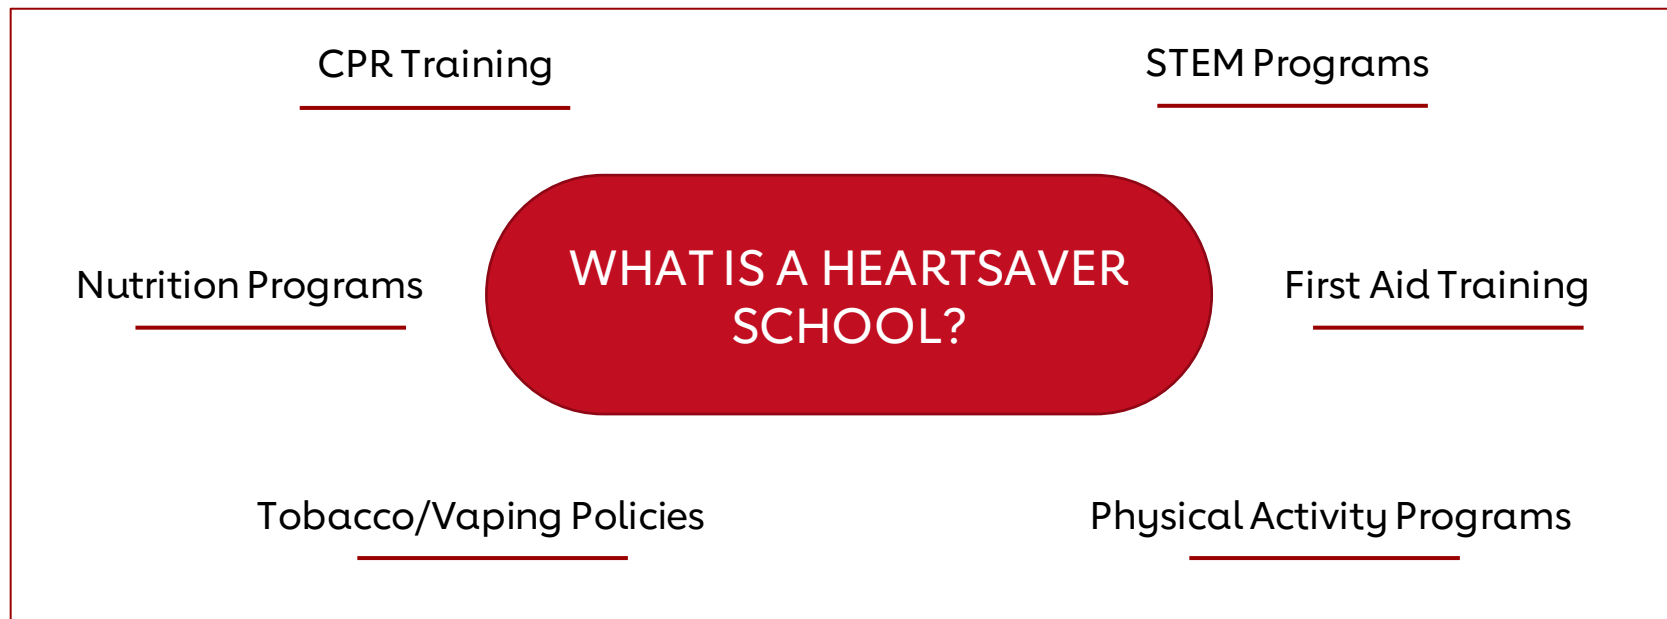 CPR Training
STEM Programs
WHAT IS A HEARTSAVER
SCHOOL?
Nutrition Programs
First Aid Training
Tobacco/Vaping Policies
Physical Activity Programs